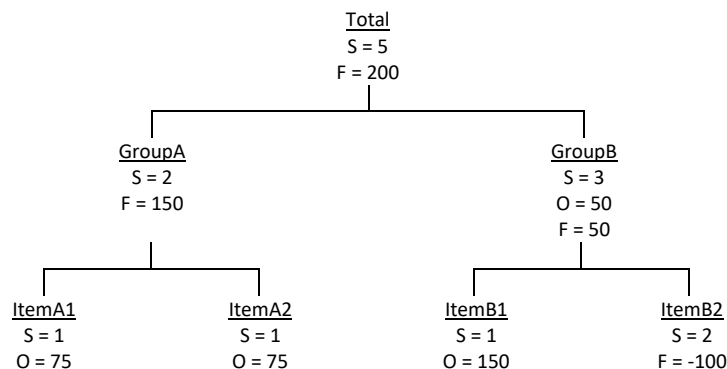 Total
S = 5
F = 200
GroupA
S = 2
F = 150
GroupB
S = 3
O = 50
F = 50
ItemA1
S = 1
O = 75
ItemA2
S = 1
O = 75
ItemB1
S = 1
O = 150
ItemB2
S = 2
F = -100